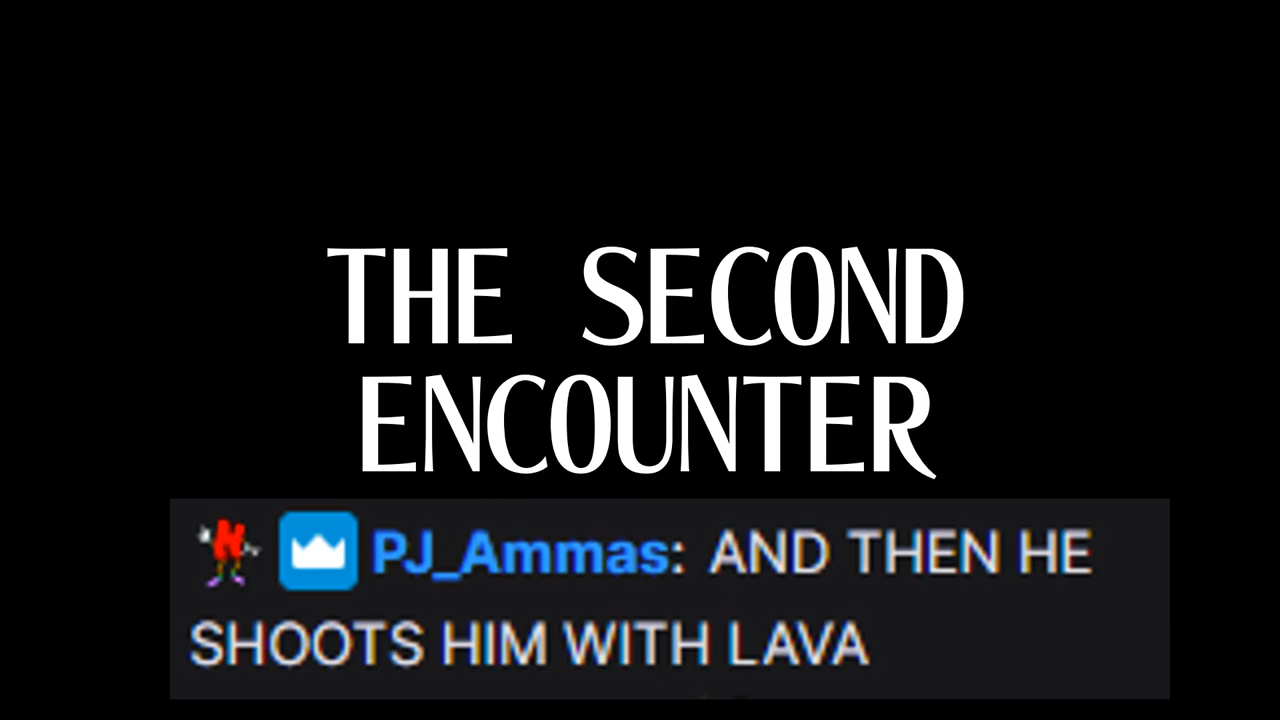 THE SECOND
ENCOUNTER
PJ_Ammas: AND THEN HE
SHOOTS HIM WITH LAVA